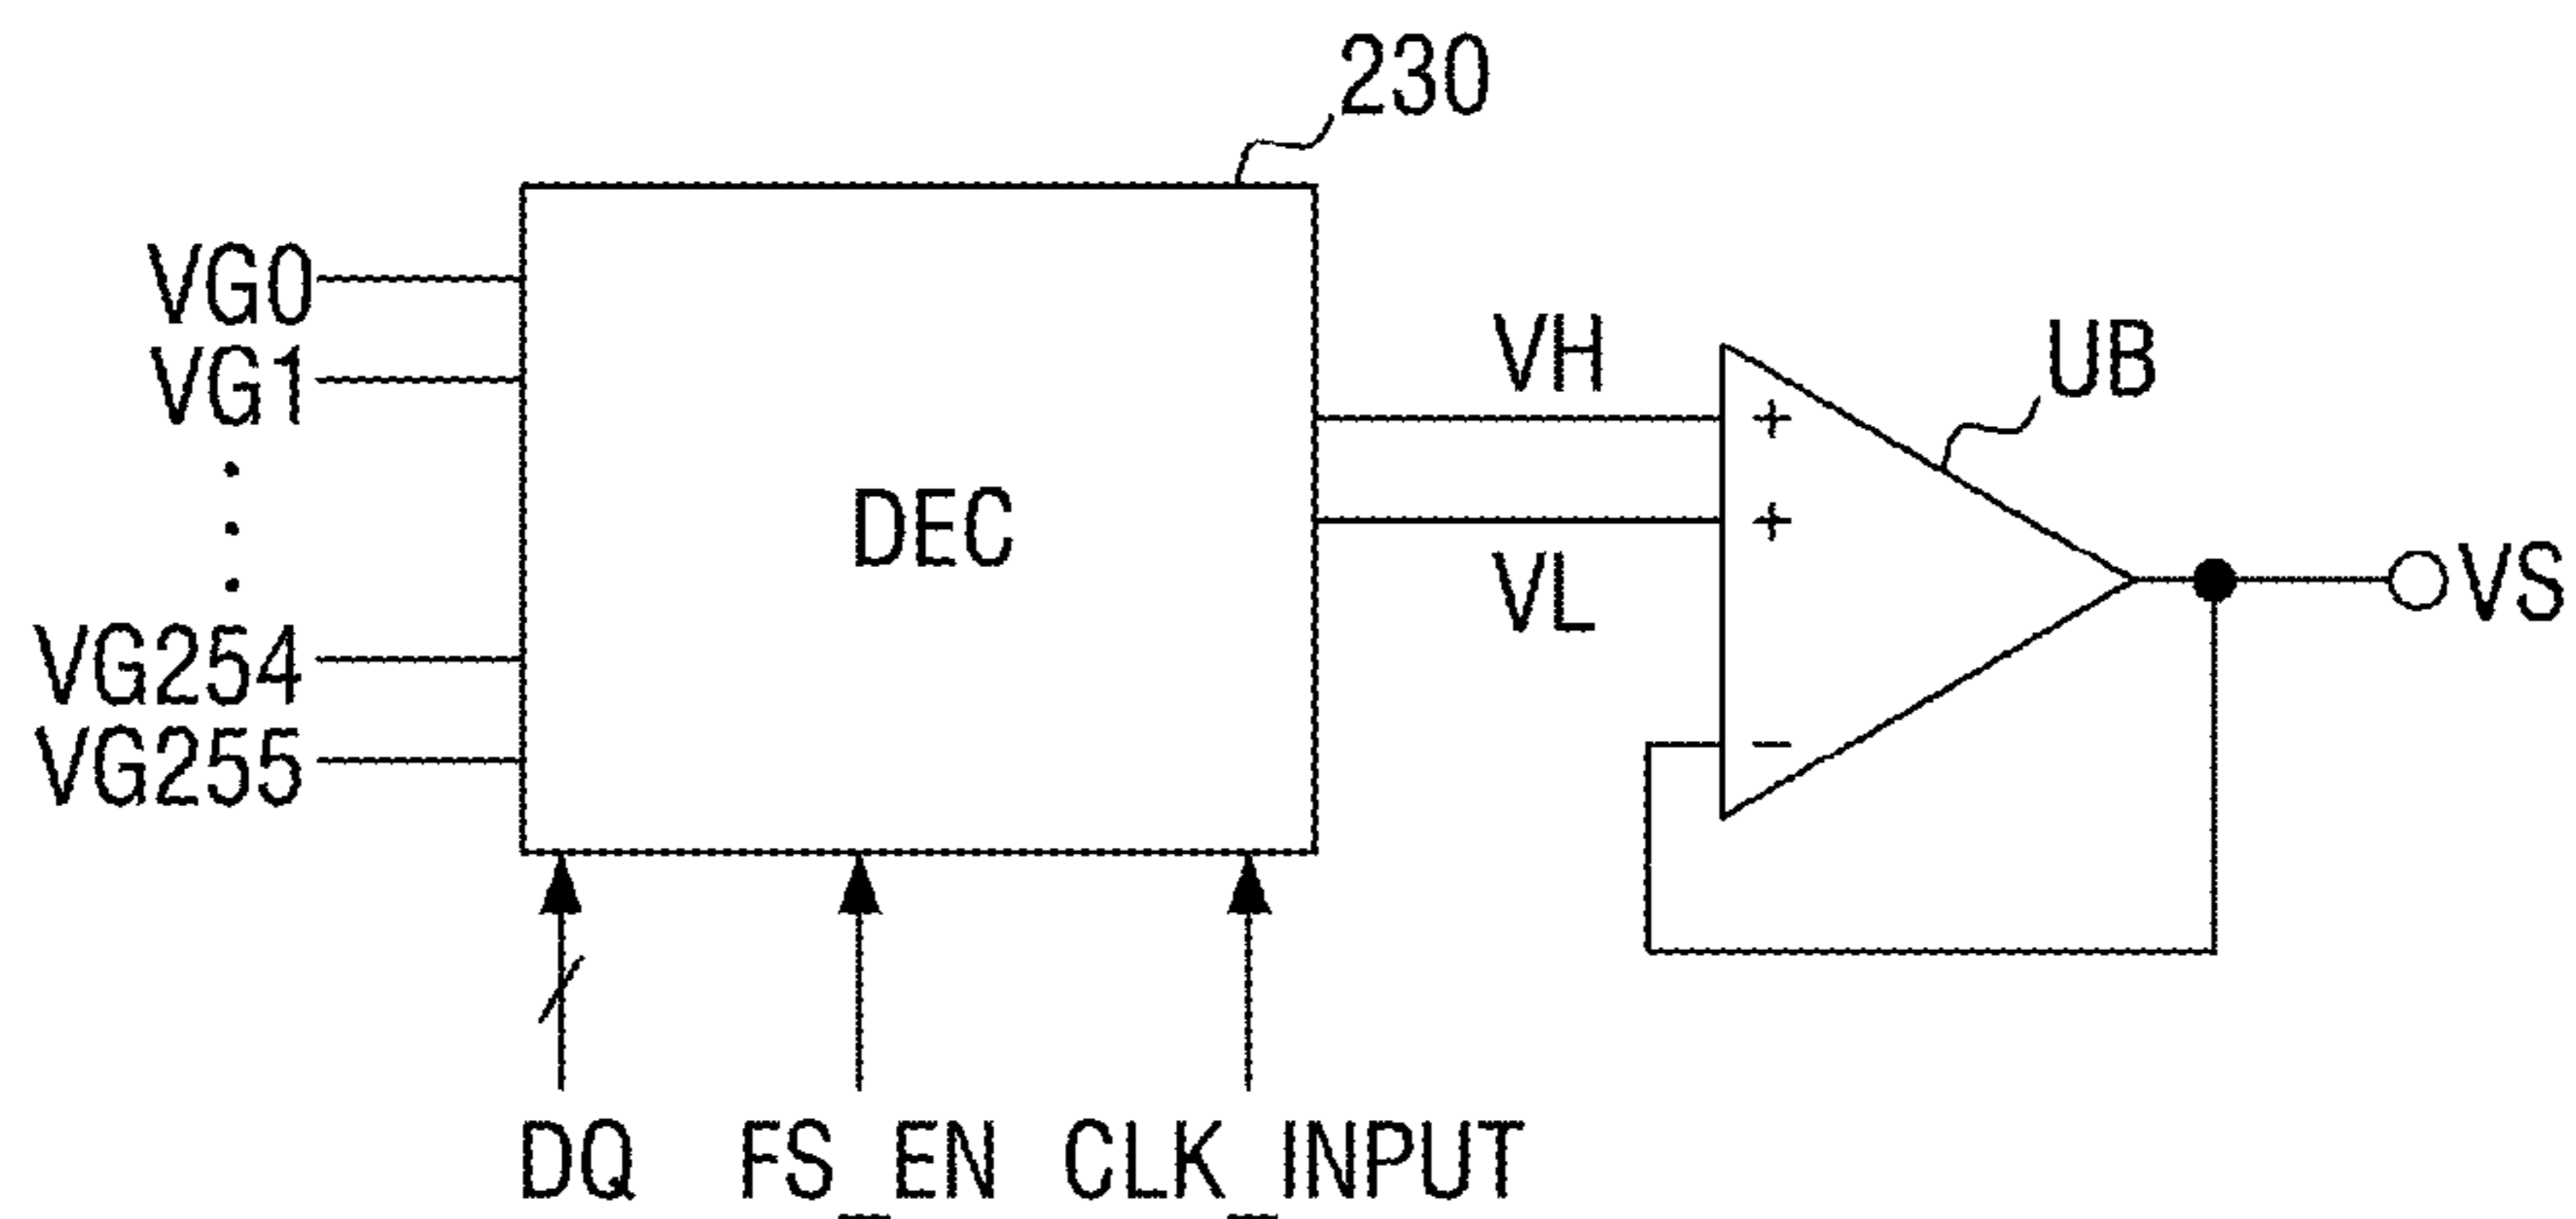 230
VG0
VG1
VH
UB
DEC
VL
VS
VG254
VG255
+
+
−
DQ FS_EN CLK_INPUT